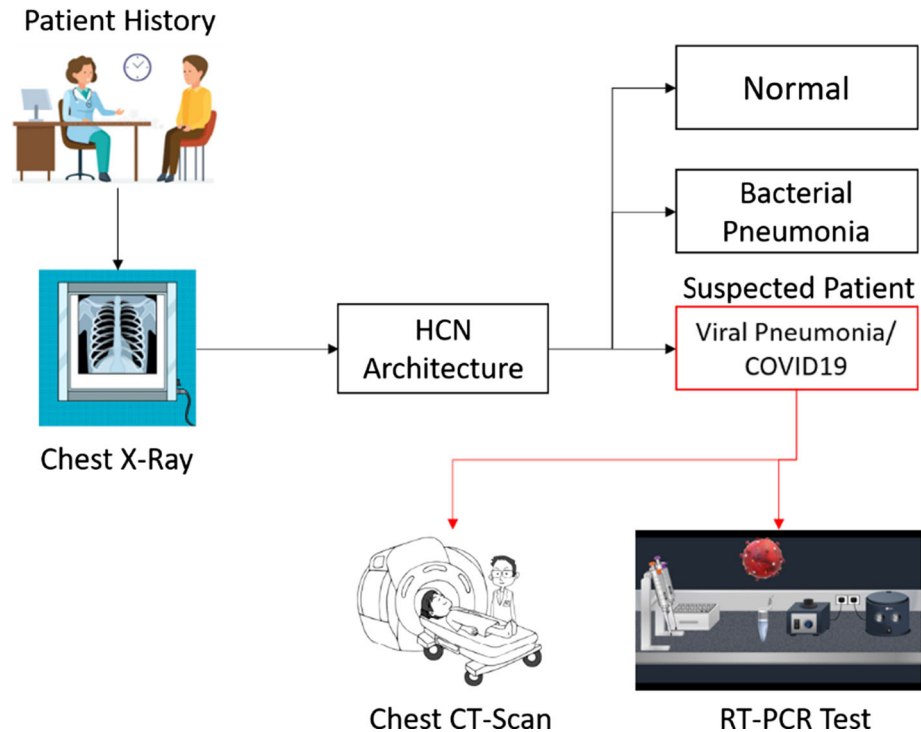 Patient History
Normal
Bacterial
Pneumonia
Suspected Patient
Viral Pneumonia/
COVID19
HCN
Architecture
Chest X-Ray
Chest CT-Scan
RT-PCR Test